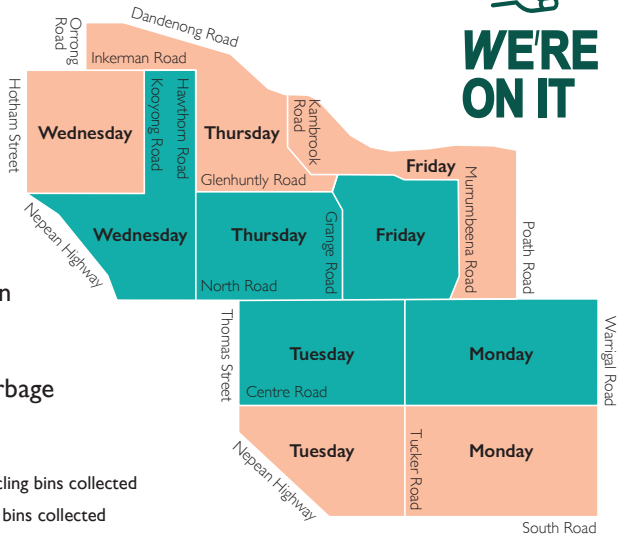 Dandenong Road
Orrong
Road
Inkerman Road
WE'RE
ON IT
Hotham Street
Wednesday
Kooyong Road
Hawthorn Road
Thursday
Kambrook
Road
Friday
Glenhuntly Road
Murrumbeena Road
Nepean Highway
Wednesday
Thursday
Grange Road
Friday
Poath Road
North Road
n
Thomas Street
Tuesday
Monday
Warrigal Road
Centre Road
rbage
Nepean Highway
Tuesday
Tucker Road
Monday
cling bins collected
bins collected
South Road